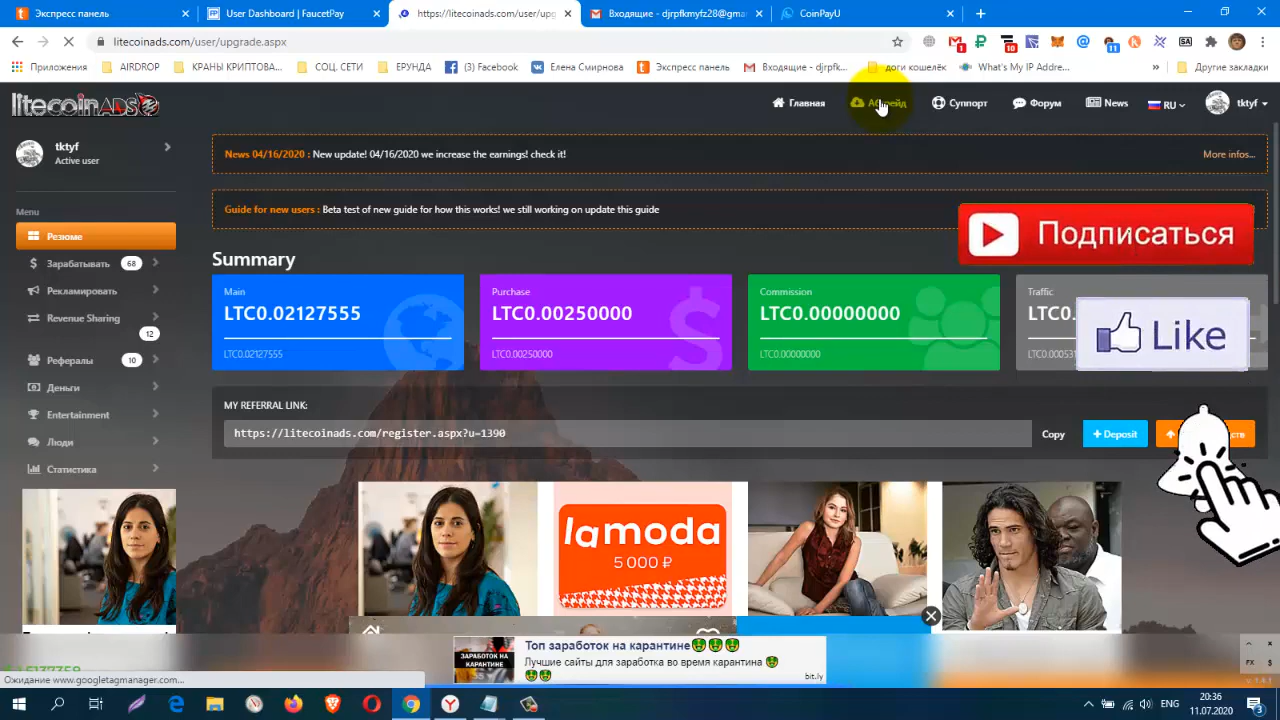 Экспресс панель
User Dashboard | FaucetPay
https://litecoinads.com/user/upg
Входящие - djrpfkmyfz28@gma
CoinPayU
litecoinads.com/user/upgrade.aspx
Приложения
AIRDROP
КРАНЫ КРИПТОВА...
СОЦ. СЕТИ
ЕРУНДА
(3) Facebook
Елена Смирнова
Экспресс панель
Входящие - djrpfk...
доги кошелёк
What's My IP Addre...
»
Другие закладки
litecoinADS
Главная
Суппорт
Форум
News
RU
tktyf
tktyf
Active user
News 04/16/2020 : New update! 04/16/2020 we increase the earnings! check it!
More infos...
Guide for new users : Beta test of new guide for how this works! we still working on update this guide
Подписаться
Menu
Резюме
Зарабатывать 68
Рекламировать
Revenue Sharing
12
Рефералы 10
Деньги
Entertainment
Люди
Статистика
Summary
Main
LTC0.02127555
LTC0.02127555
Purchase
LTC0.00250000
LTC0.00250000
Commission
LTC0.00000000
LTC0.00000000
Traffic
LTC0.
LTC0.000531
Like
MY REFERRAL LINK:
https://litecoinads.com/register.aspx?u=1390
Copy
+ Deposit
lamoda
5 000 ₽
ЗАРАБОТОК НА КАРАНТИНЕ
Топ заработок на карантине
Лучшие сайты для заработка во время карантина
bit.ly
Ожидание www.googletagmanager.com...
ENG
20:36
11.07.2020